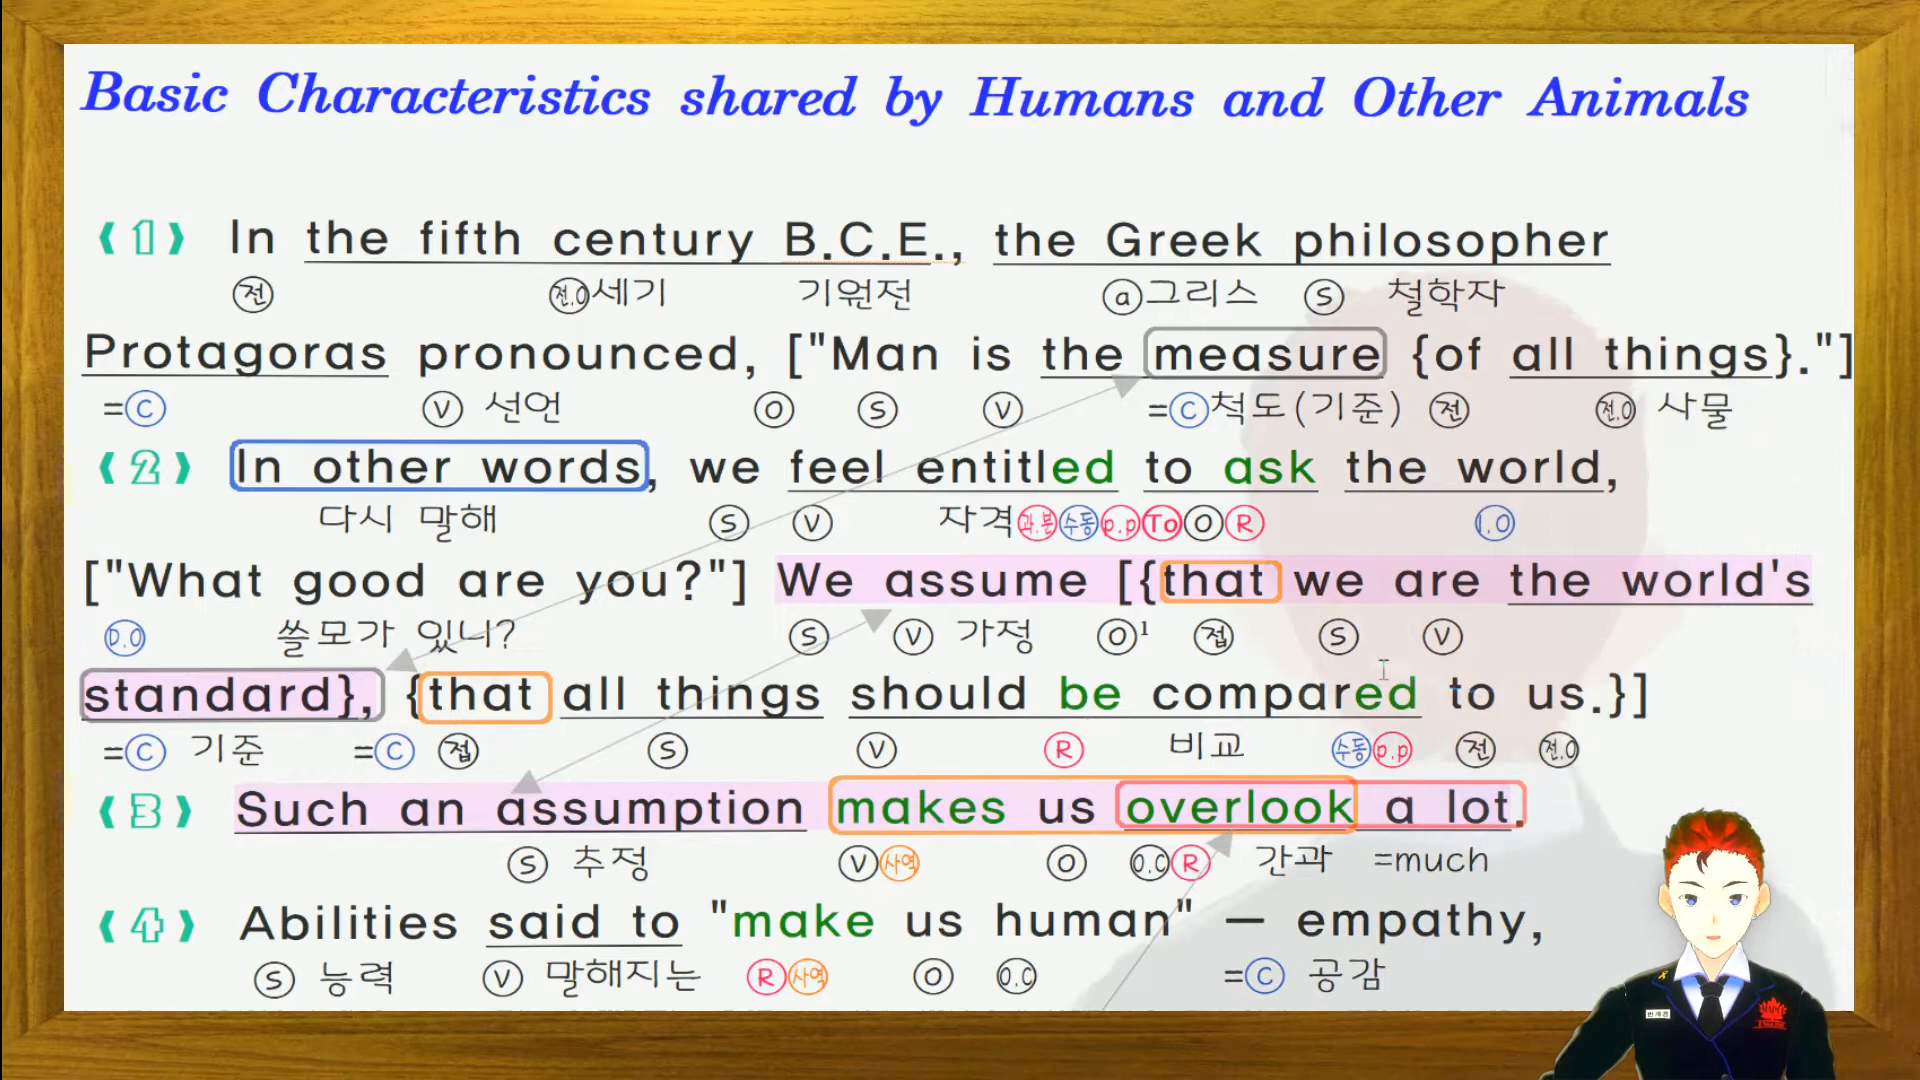 Basic Characteristics shared by Humans and Other Animals
(1) In the fifth century B.C.E., the Greek philosopher
전 전.O 세기 기원전 a 그리스 S 철학자
Protagoras pronounced, ["Man is the measure {of all things}."]
=C V 선언 O S V =C 척도(기준) 전 전.O 사물
(2) In other words, we feel entitled to ask the world,
다시 말해 S V 자격 과.분 수동 p.p To O R I.O
["What good are you?"] We assume [{that we are the world's
D.O 쓸모가 있니? S V 가정 O¹ 접 S V
standard}, {that all things should be compared to us.}]
=C 기준 =C 접 S V R 비교 수동 p.p 전 전.O
(3) Such an assumption makes us overlook a lot.
S 추정 V 사역 O O.C R 간과 =much
(4) Abilities said to "make us human" — empathy,
S 능력 V 말해지는 R 사역 O O.C =C 공감